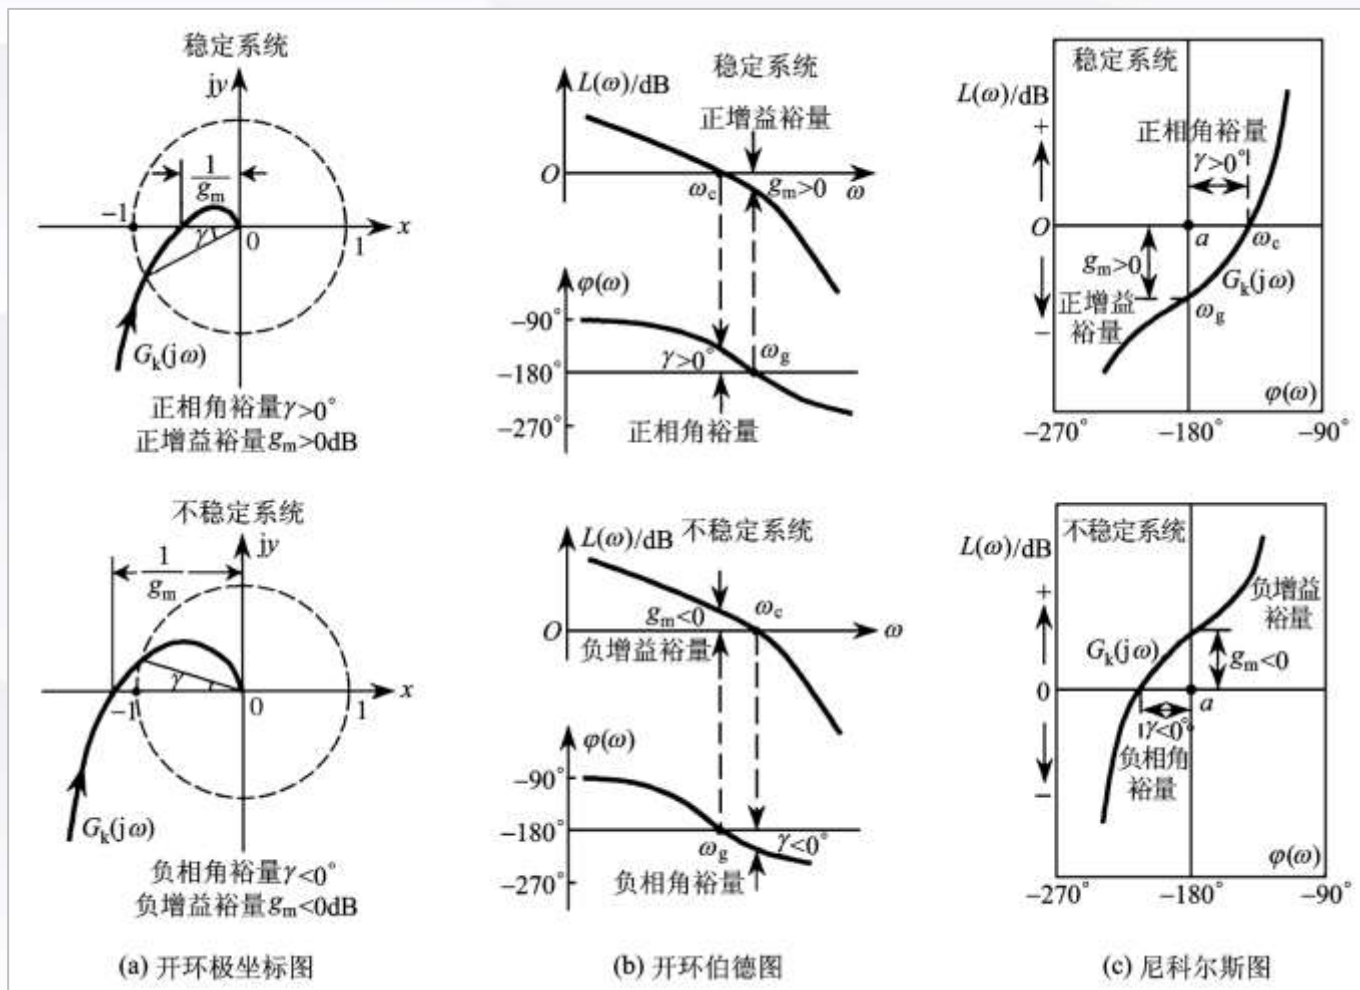 稳定系统
jy
1
g_m
-1
γ
0
1
x
G_k(jω)
正相角裕量γ>0°
正增益裕量g_m>0dB
稳定系统
L(ω)/dB
正增益裕量
O
ω_c
g_m>0
ω
φ(ω)
-90°
γ>0°
ω_g
-180°
-270°
正相角裕量
稳定系统
L(ω)/dB
+
正相角裕量
γ>0°
O
a
ω_c
g_m>0
G_k(jω)
正增益
裕量
ω_g
-
φ(ω)
-270°
-180°
-90°
不稳定系统
jy
1
g_m
γ
-1
0
1
x
G_k(jω)
负相角裕量γ<0°
负增益裕量g_m<0dB
L(ω)/dB
不稳定系统
g_m<0
ω_c
O
负增益裕量
ω
φ(ω)
-90°
-180°
ω_g
γ<0°
-270°
负相角裕量
不稳定系统
L(ω)/dB
+
负增益
裕量
G_k(jω)
g_m<0
0
a
γ<0°
负相角
裕量
-
φ(ω)
-270°
-180°
-90°
(a) 开环极坐标图
(b) 开环伯德图
(c) 尼科尔斯图